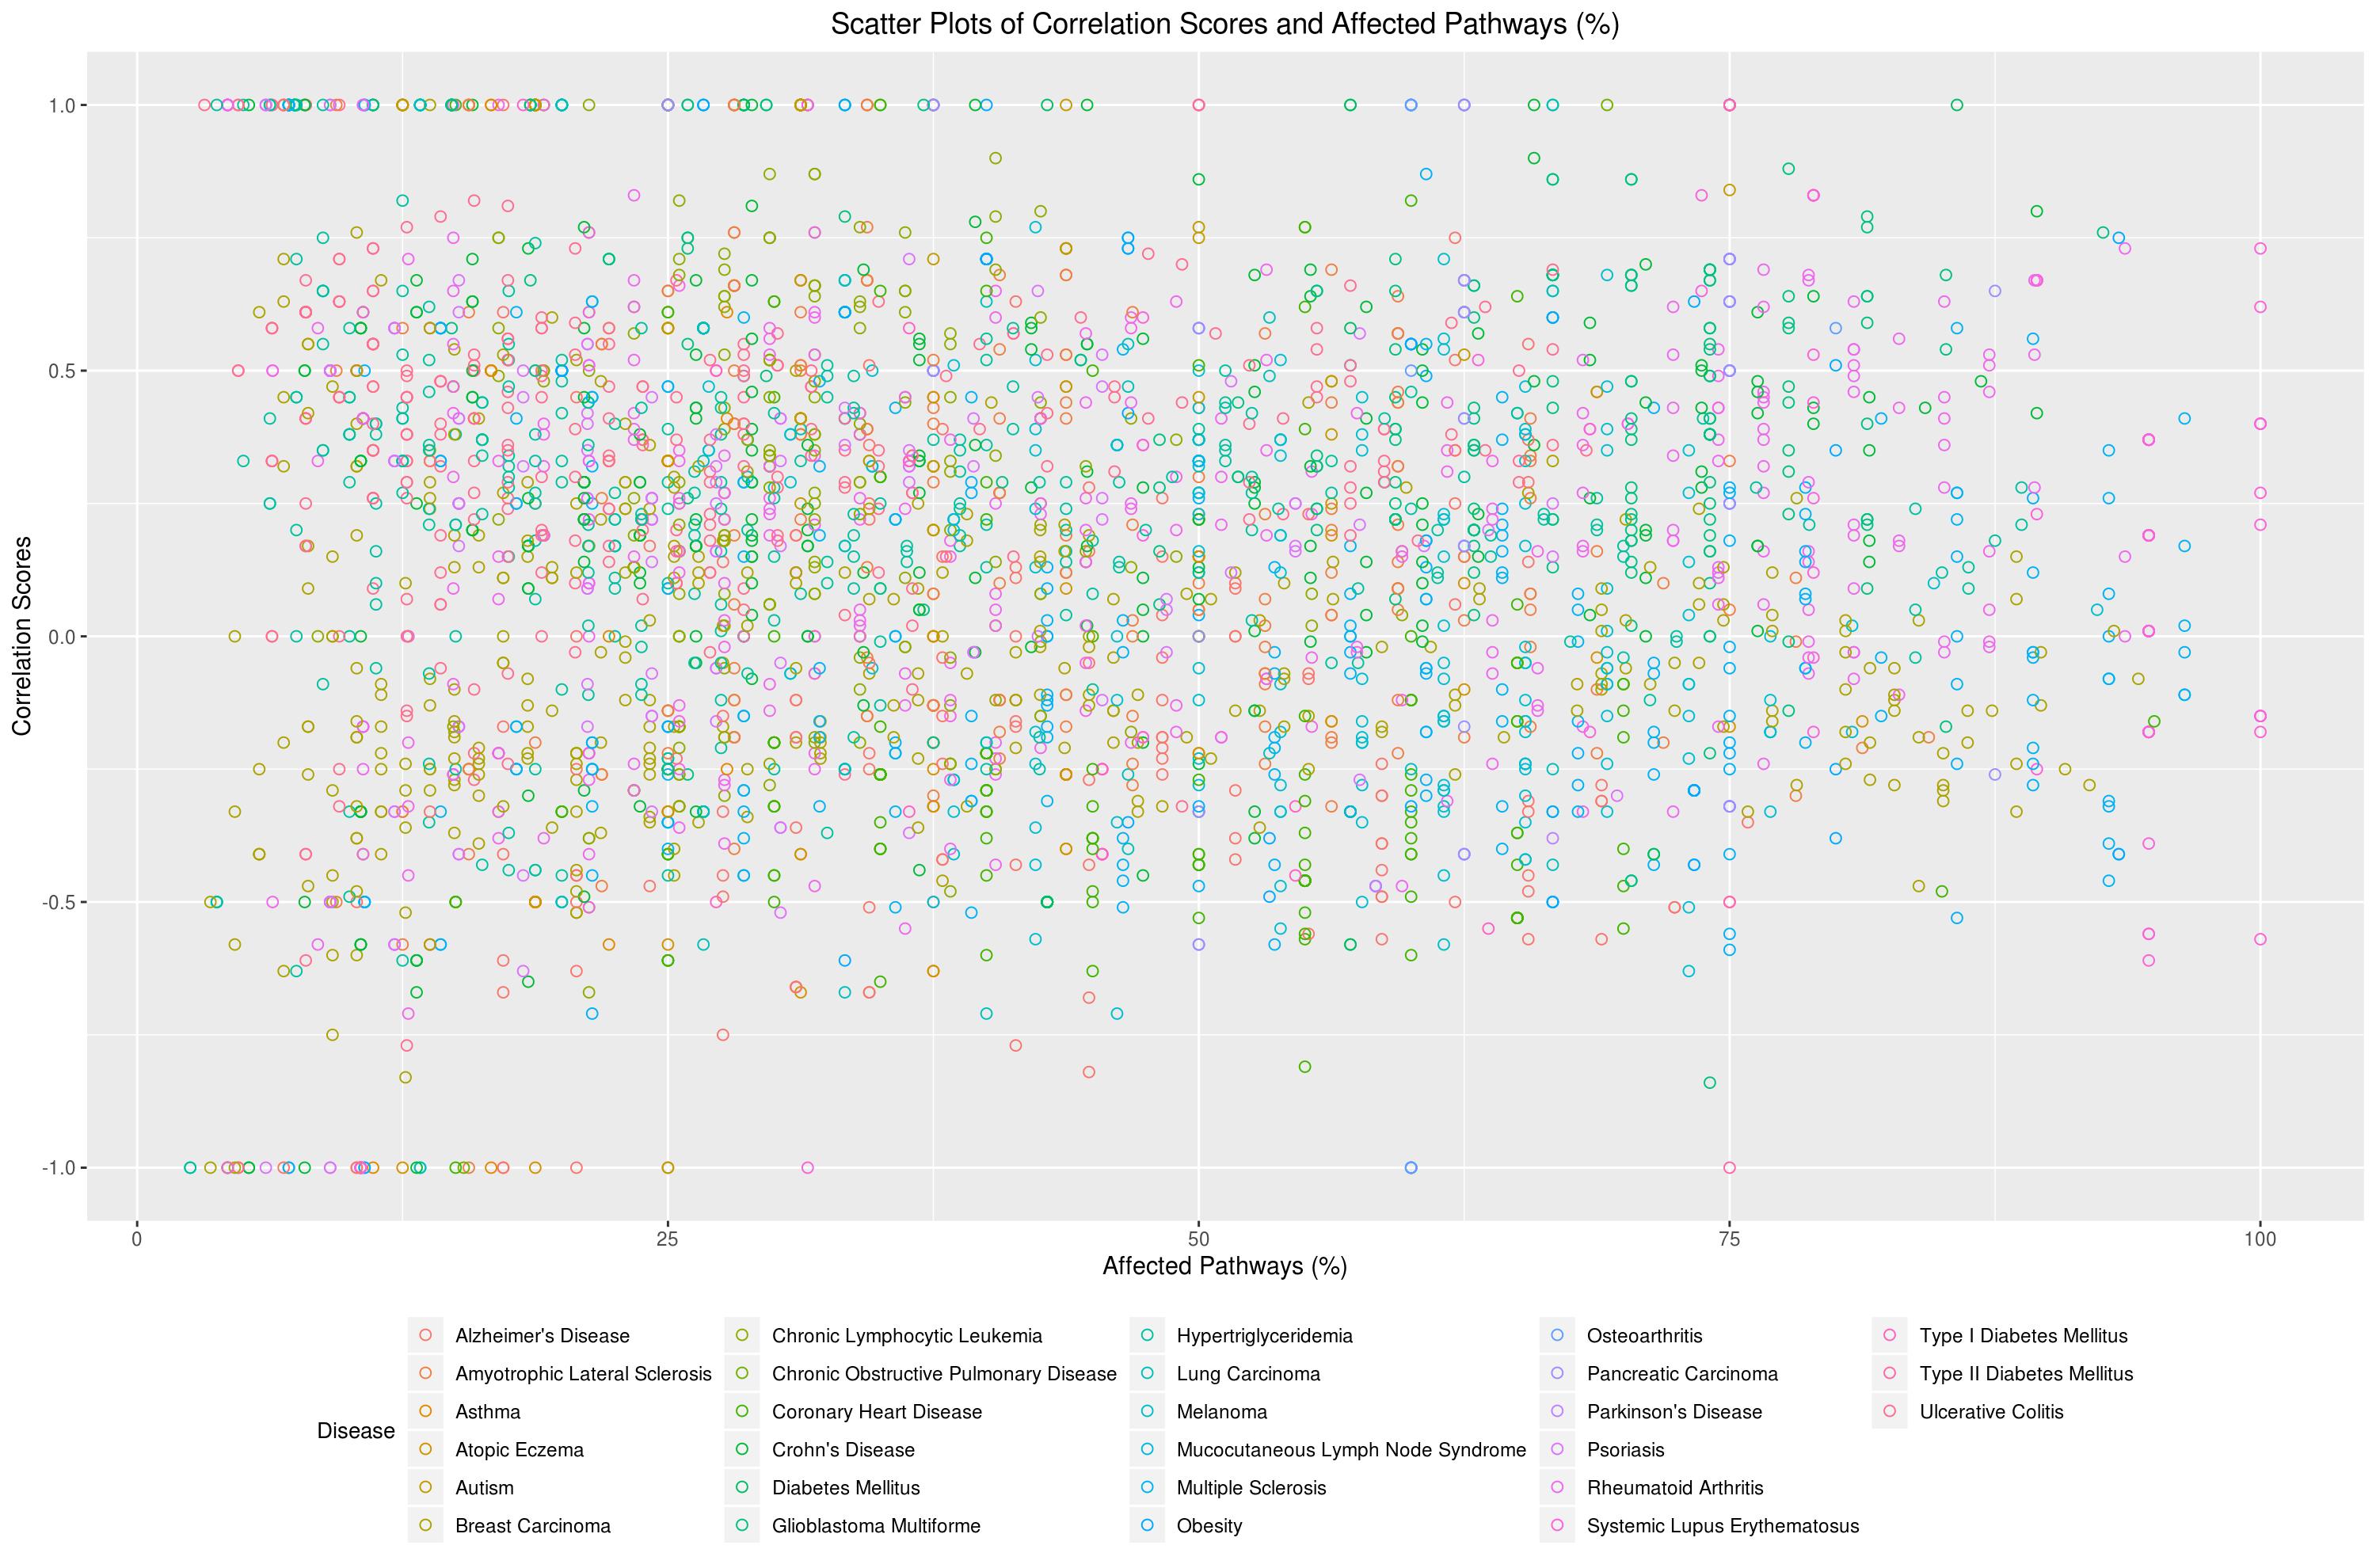 Scatter Plots of Correlation Scores and Affected Pathways (%)
Correlation Scores
1.0
0.5
0.0
-0.5
-1.0
0 25 50 75 100
Affected Pathways (%)
Disease
Alzheimer's Disease
Amyotrophic Lateral Sclerosis
Asthma
Atopic Eczema
Autism
Breast Carcinoma
Chronic Lymphocytic Leukemia
Chronic Obstructive Pulmonary Disease
Coronary Heart Disease
Crohn's Disease
Diabetes Mellitus
Glioblastoma Multiforme
Hypertriglyceridemia
Lung Carcinoma
Melanoma
Mucocutaneous Lymph Node Syndrome
Multiple Sclerosis
Obesity
Osteoarthritis
Pancreatic Carcinoma
Parkinson's Disease
Psoriasis
Rheumatoid Arthritis
Systemic Lupus Erythematosus
Type I Diabetes Mellitus
Type II Diabetes Mellitus
Ulcerative Colitis